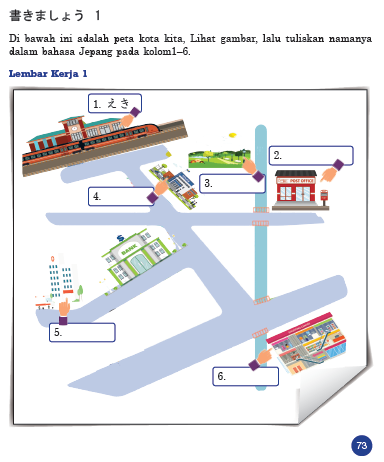 書きましょう 1
Di bawah ini adalah peta kota kita, Lihat gambar, lalu tuliskan namanya
dalam bahasa Jepang pada kolom1–6.
Lembar Kerja 1
1. えき
2.
POST OFFICE
3.
4.
$
BANK
5.
6.
73